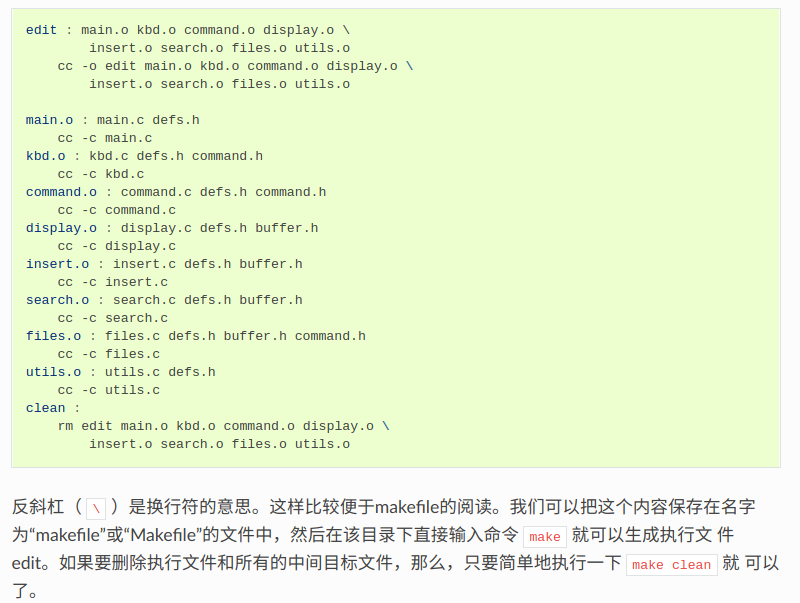 edit : main.o kbd.o command.o display.o \
        insert.o search.o files.o utils.o
    cc -o edit main.o kbd.o command.o display.o \
        insert.o search.o files.o utils.o

main.o : main.c defs.h
    cc -c main.c
kbd.o : kbd.c defs.h command.h
    cc -c kbd.c
command.o : command.c defs.h command.h
    cc -c command.c
display.o : display.c defs.h buffer.h
    cc -c display.c
insert.o : insert.c defs.h buffer.h
    cc -c insert.c
search.o : search.c defs.h buffer.h
    cc -c search.c
files.o : files.c defs.h buffer.h command.h
    cc -c files.c
utils.o : utils.c defs.h
    cc -c utils.c
clean :
    rm edit main.o kbd.o command.o display.o \
        insert.o search.o files.o utils.o

反斜杠（ \ ）是换行符的意思。这样比较便于makefile的阅读。我们可以把这个内容保存在名字
为“makefile”或“Makefile”的文件中，然后在该目录下直接输入命令 make 就可以生成执行文 件
edit。如果要删除执行文件和所有的中间目标文件，那么，只要简单地执行一下 make clean 就 可以
了。